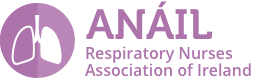 ANÁIL
Respiratory Nurses
Association of Ireland